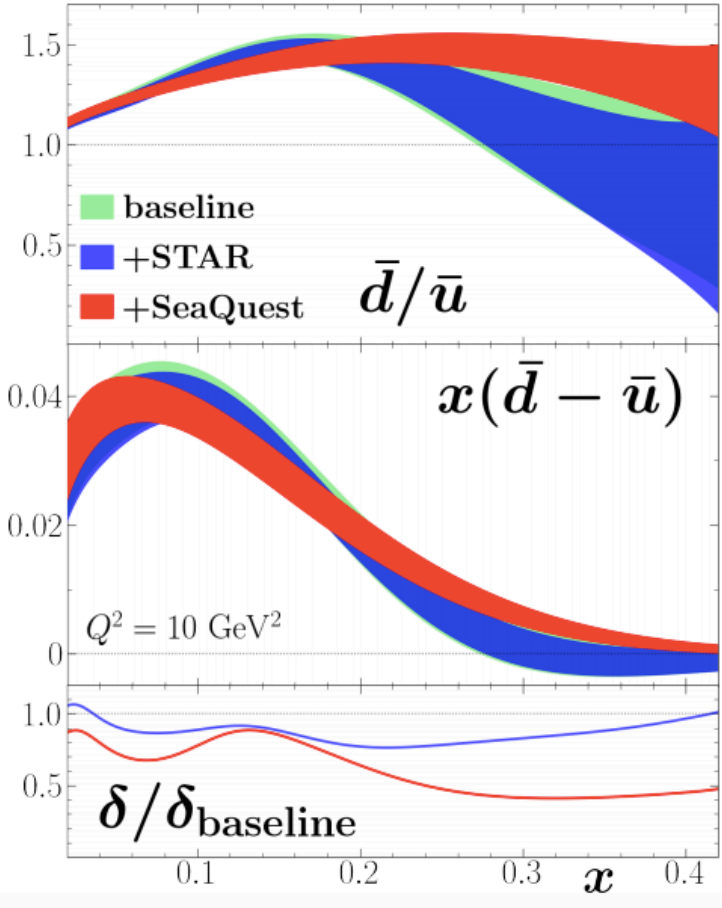 1.5
1.0
0.5
baseline
+STAR
+SeaQuest
d̄/ū
0.04
0.02
0
x(d̄ − ū)
Q² = 10 GeV²
1.0
0.5
δ/δbaseline
0.1 0.2 0.3 x 0.4